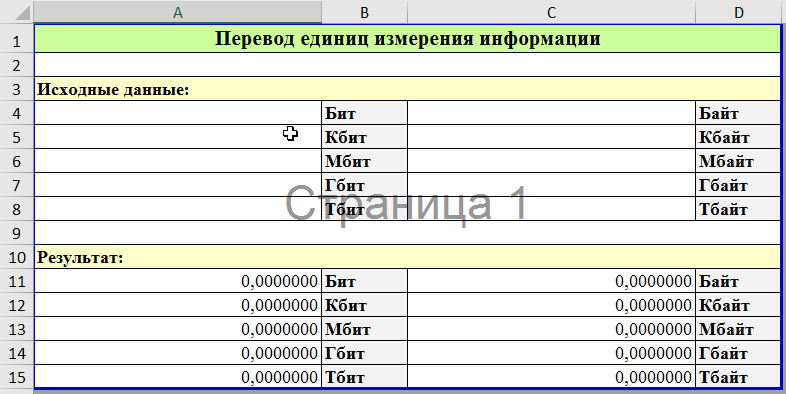 A B C D
1 Перевод единиц измерения информации
2
3 Исходные данные:
4 Бит Байт
5 Кбит Кбайт
6 Мбит Мбайт
7 Гбит Гбайт
Страница 1
8 Тбит Тбайт
9
10 Результат:
11 0,0000000 Бит 0,0000000 Байт
12 0,0000000 Кбит 0,0000000 Кбайт
13 0,0000000 Мбит 0,0000000 Мбайт
14 0,0000000 Гбит 0,0000000 Гбайт
15 0,0000000 Тбит 0,0000000 Тбайт